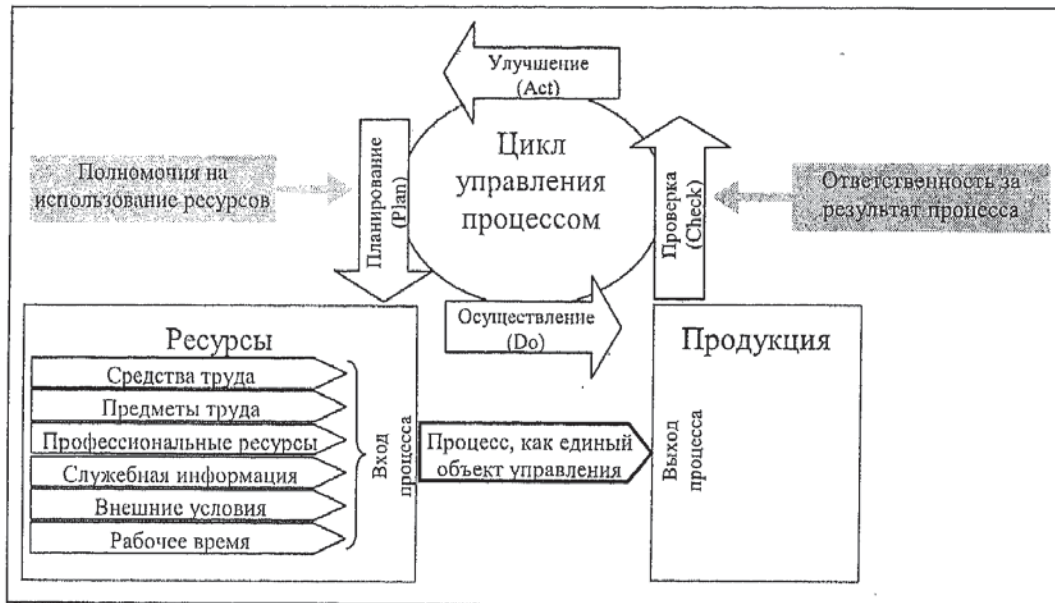 Улучшение
(Act)
Цикл
управления
процессом
Планирование
(Plan)
Проверка
(Check)
Полномочия на
использование ресурсов
Ответственность за
результат процесса
Осуществление
(Do)
Ресурсы
Средства труда
Предметы труда
Профессиональные ресурсы
Служебная информация
Внешние условия
Рабочее время
Вход
процесса
Процесс, как единый
объект управления
Продукция
Выход
процесса